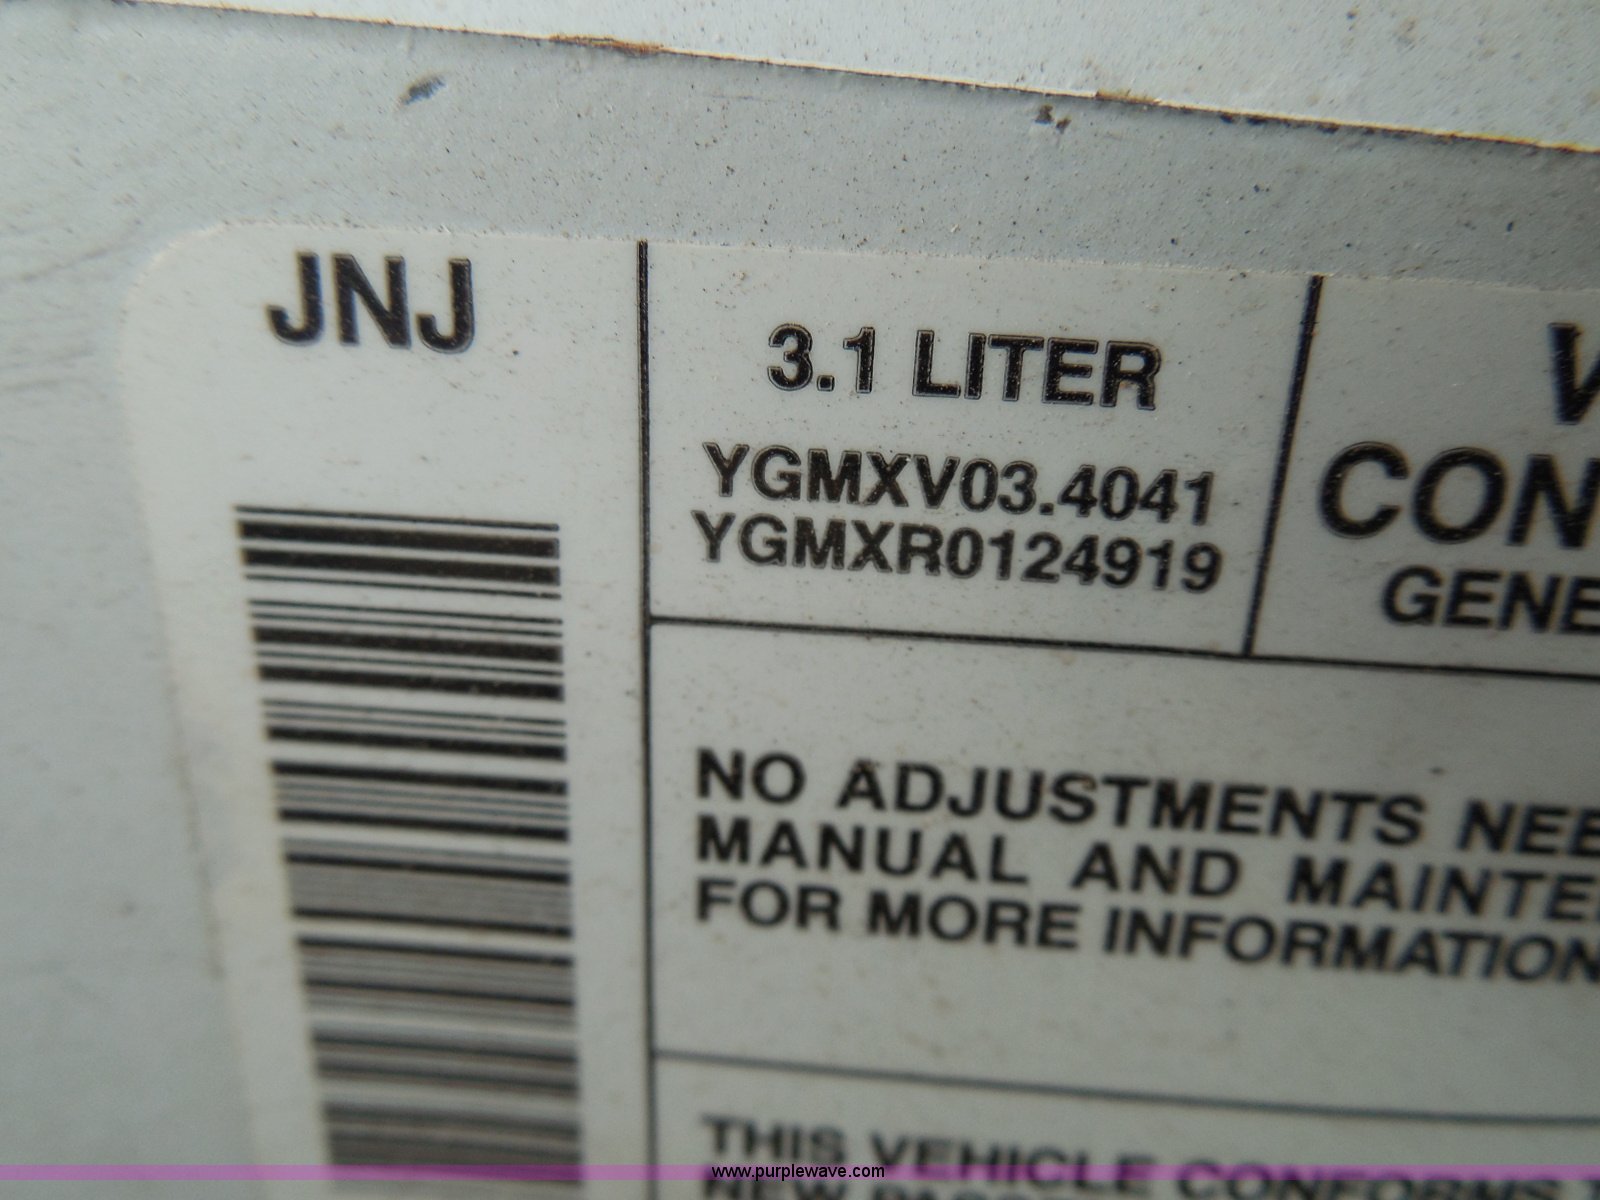 JNJ
3.1 LITER
YGMXV03.4041
YGMXR0124919
V
CON
GENE
NO ADJUSTMENTS NEE
MANUAL AND MAINTE
FOR MORE INFORMATION
THIS VEHICLE CONFORMS
NEW
www.purplewave.com